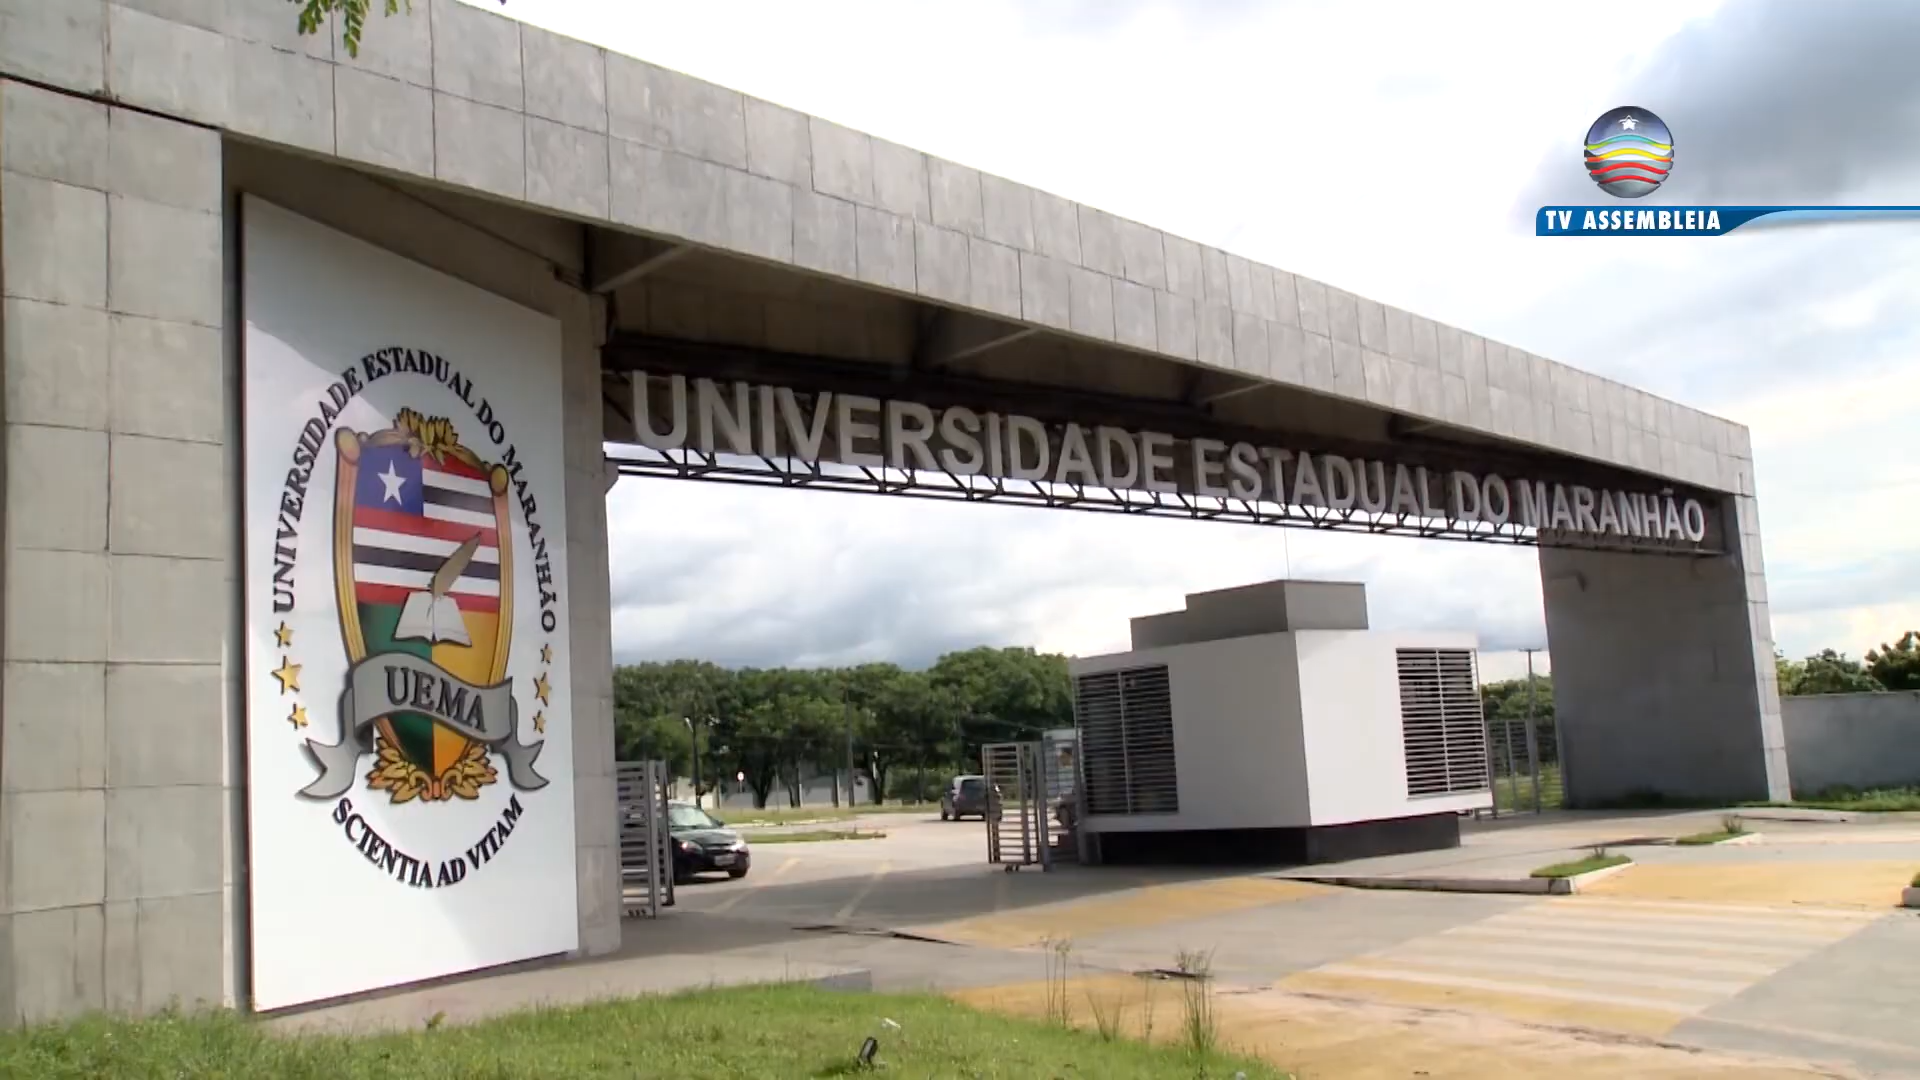 TV ASSEMBLEIA
UNIVERSIDADE ESTADUAL DO MARANHÃO
UNIVERSIDADE ESTADUAL DO MARANHÃO
UEMA
SCIENTIA AD VITAM